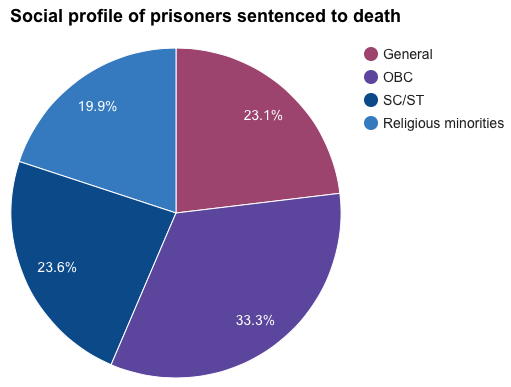 Social profile of prisoners sentenced to death
General
OBC
SC/ST
Religious minorities
19.9%
23.1%
23.6%
33.3%